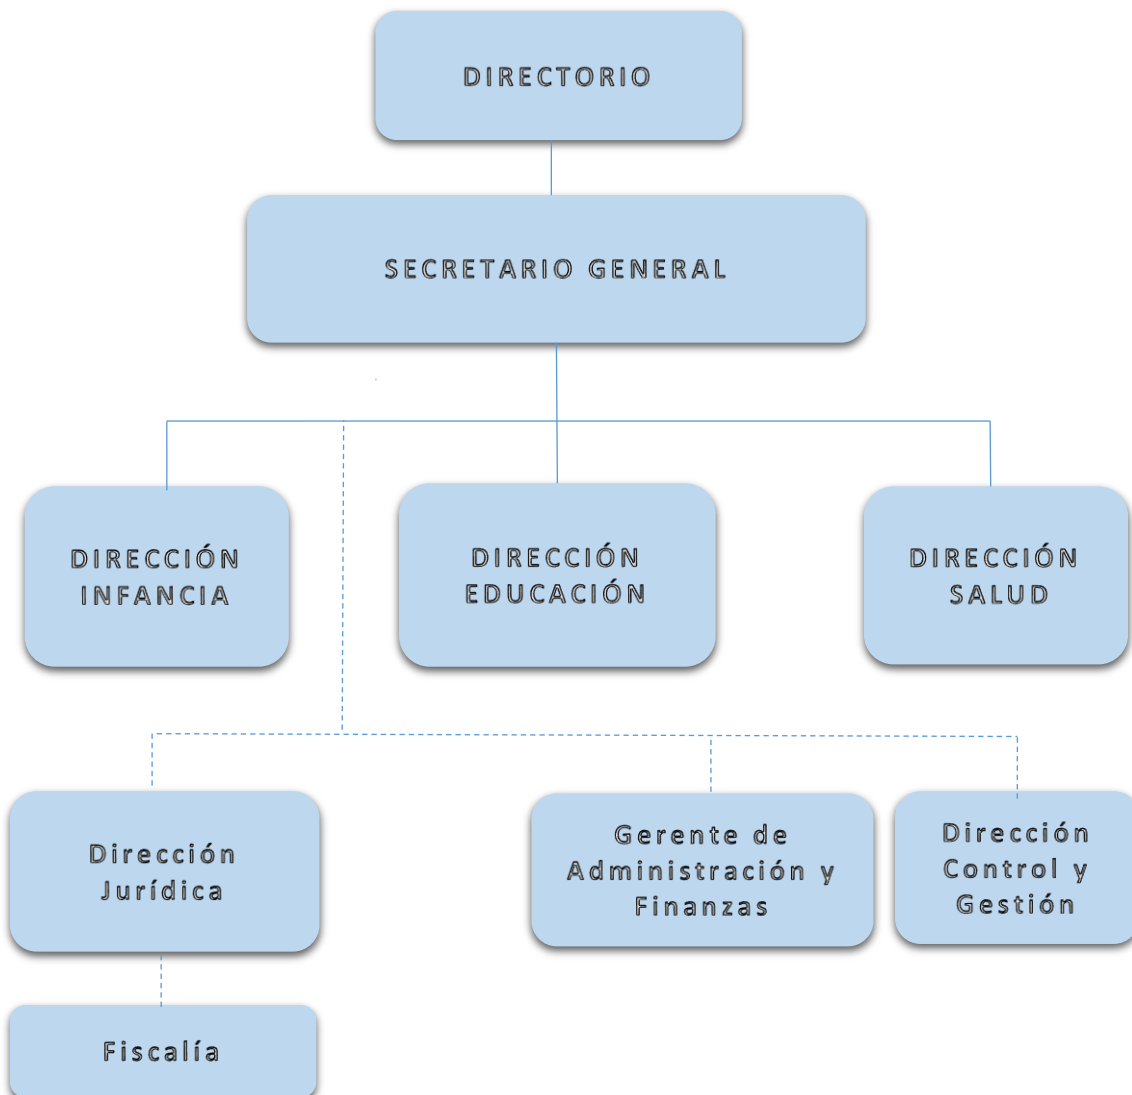 DIRECTORIO
SECRETARIO GENERAL
DIRECCIÓN
INFANCIA
DIRECCIÓN
EDUCACIÓN
DIRECCIÓN
SALUD
Dirección
Jurídica
Gerente de
Administración y
Finanzas
Dirección
Control y
Gestión
Fiscalía